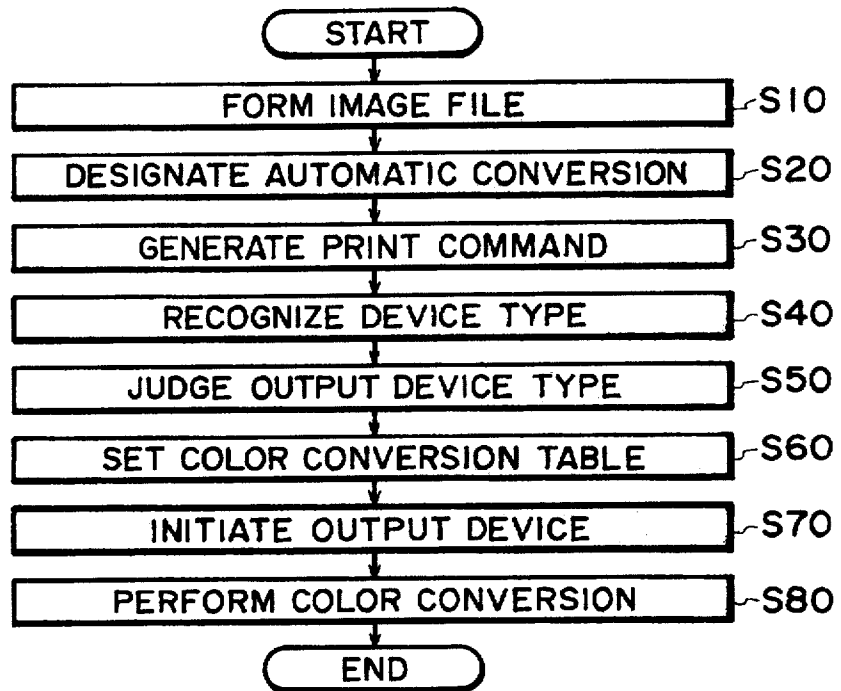 START
FORM IMAGE FILE S10
DESIGNATE AUTOMATIC CONVERSION S20
GENERATE PRINT COMMAND S30
RECOGNIZE DEVICE TYPE S40
JUDGE OUTPUT DEVICE TYPE S50
SET COLOR CONVERSION TABLE S60
INITIATE OUTPUT DEVICE S70
PERFORM COLOR CONVERSION S80
END